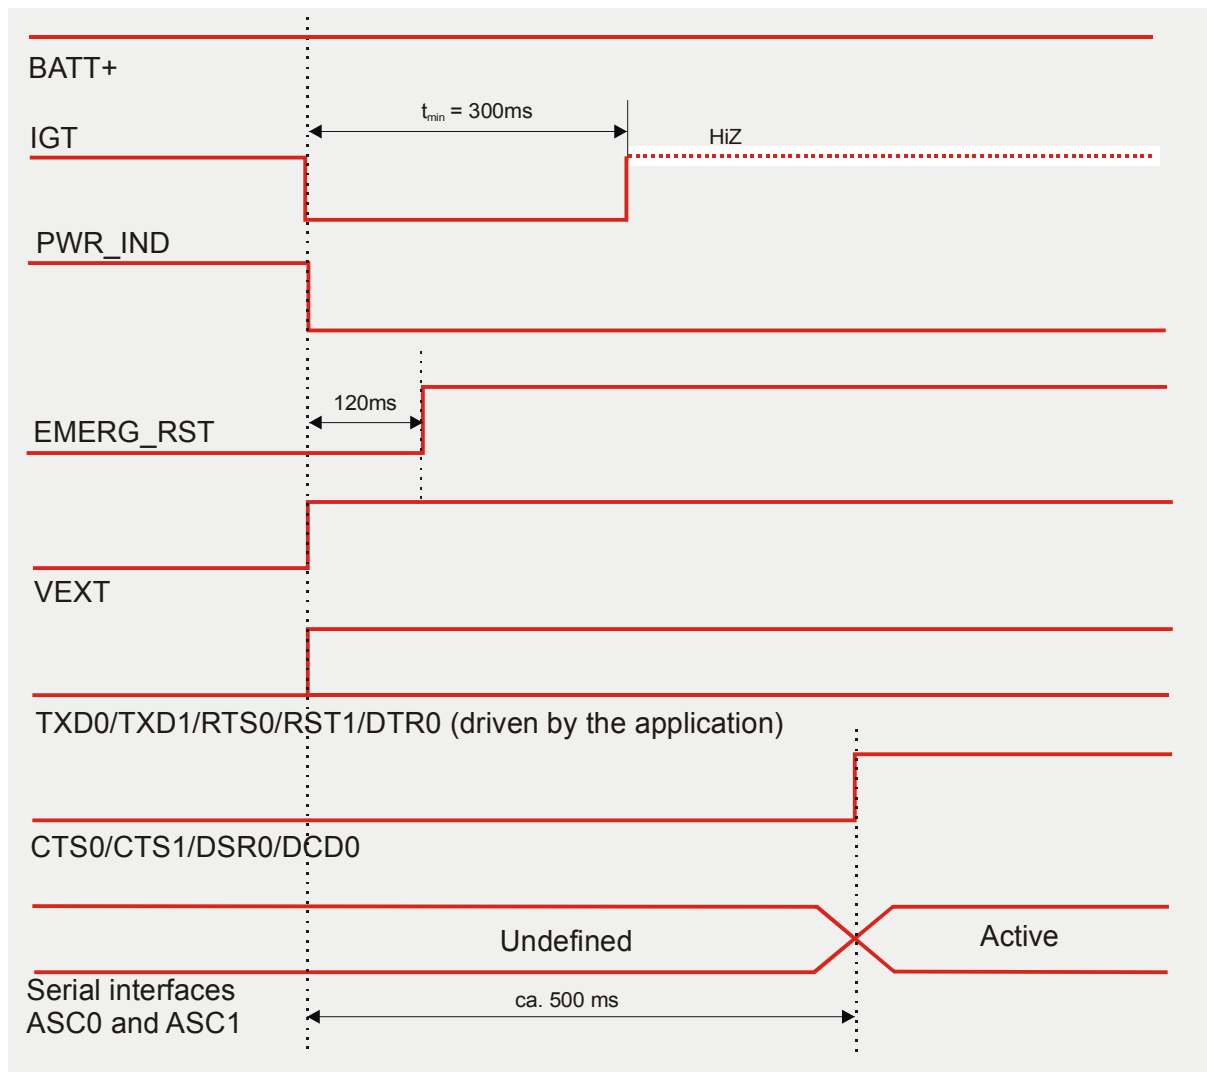 BATT+
tmin = 300ms
IGT
HiZ
PWR_IND
120ms
EMERG_RST
VEXT
TXD0/TXD1/RTS0/RST1/DTR0 (driven by the application)
CTS0/CTS1/DSR0/DCD0
Undefined
Active
Serial interfaces
ASC0 and ASC1
ca. 500 ms